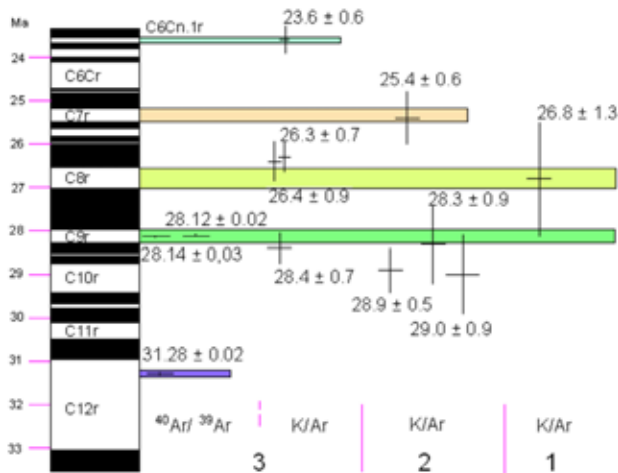 Ma
C6Cn.1r
23.6 ± 0.6
24
C6Cr
25.4 ± 0.6
25
C7r
26.8 ± 1.3
26
26.3 ± 0.7
C8r
27
26.4 ± 0.9
28.3 ± 0.9
28.12 ± 0.02
28
C9r
28.14 ± 0,03
28.4 ± 0.7
29
C10r
28.9 ± 0.5
30
29.0 ± 0.9
C11r
31
31.28 ± 0.02
32
C12r
⁴⁰Ar/ ³⁹Ar
K/Ar
K/Ar
K/Ar
33
3
2
1